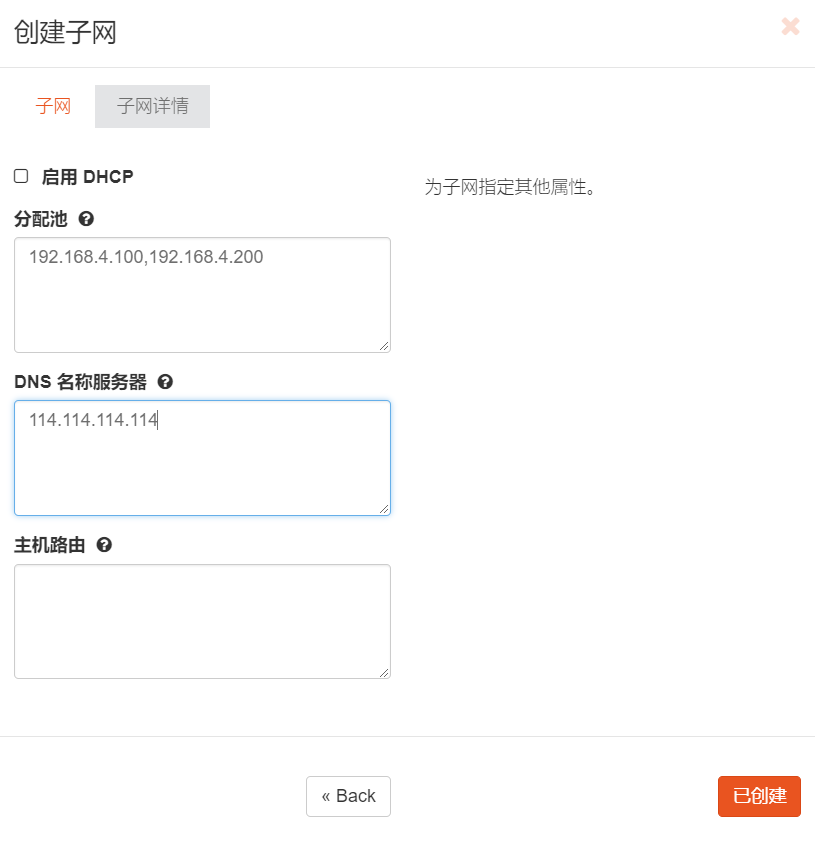 创建子网
子网 子网详情
启用 DHCP
为子网指定其他属性。
分配池
192.168.4.100,192.168.4.200
DNS 名称服务器
114.114.114.114
主机路由
« Back
已创建